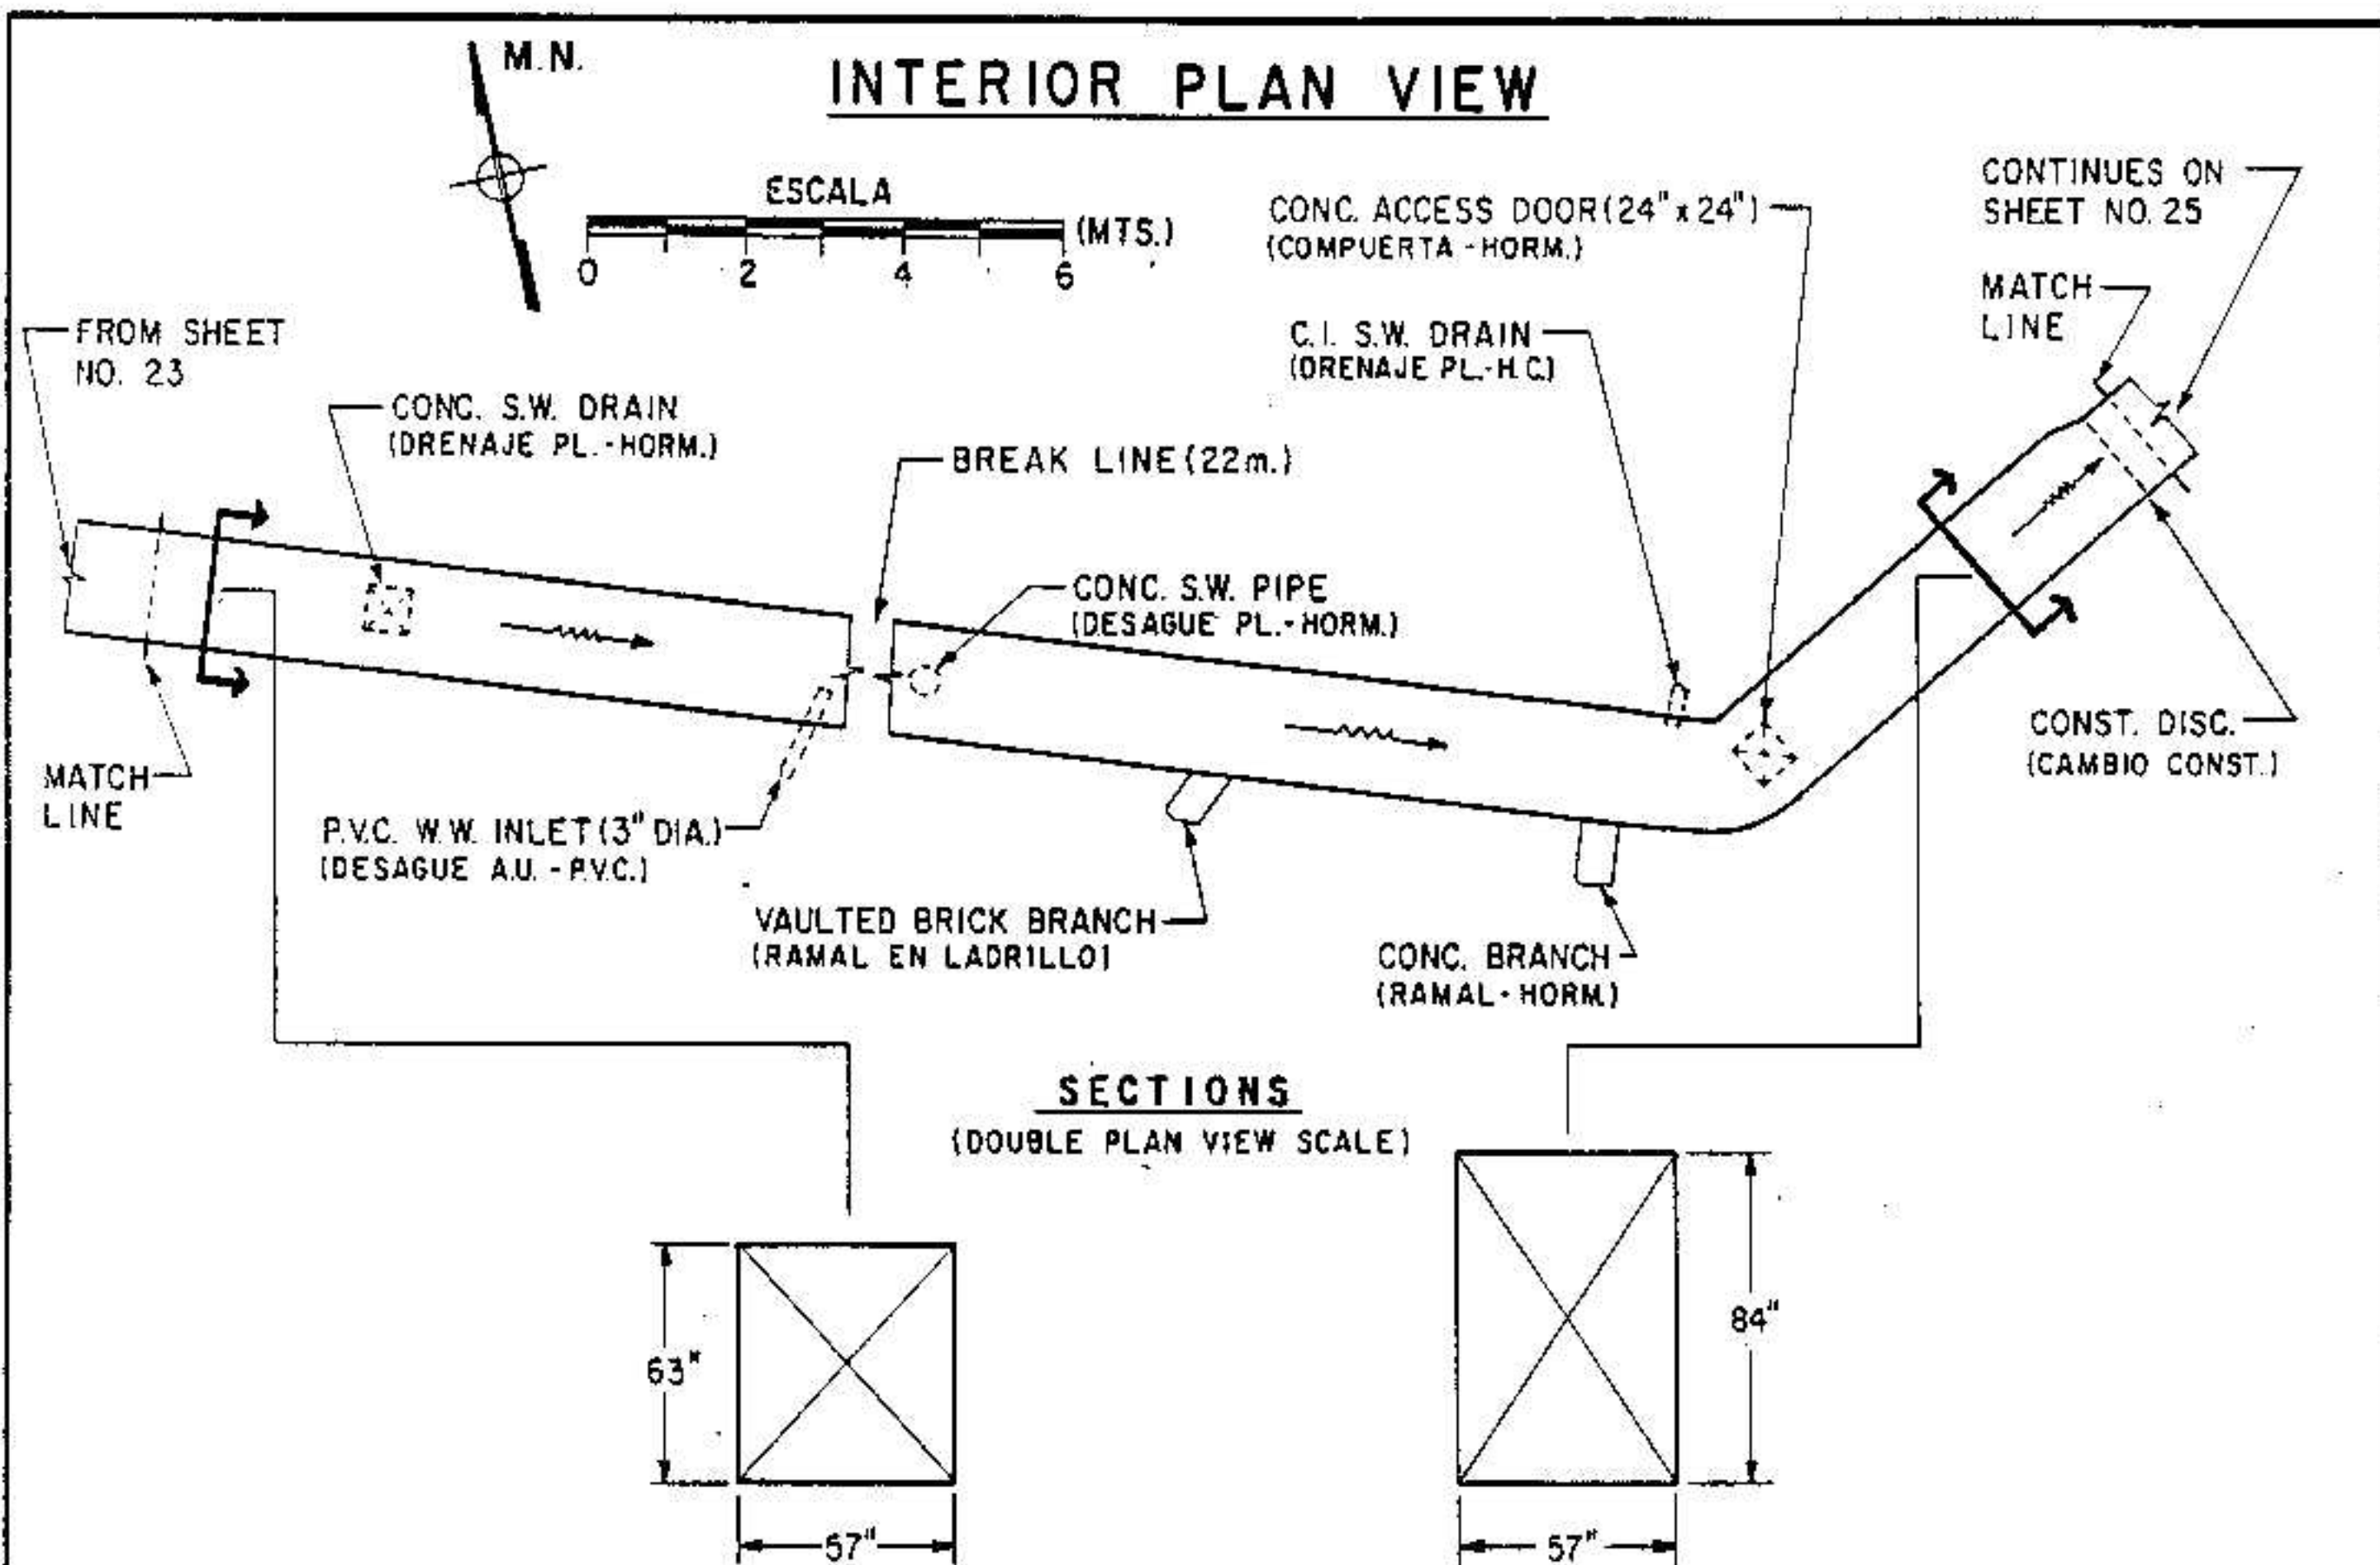 M.N.
INTERIOR PLAN VIEW
ESCALA
(MTS.)
0 2 4 6
CONC. ACCESS DOOR (24" x 24")
(COMPUERTA - HORM.)
CONTINUES ON
SHEET NO. 25
MATCH
LINE
FROM SHEET
NO. 23
C.I. S.W. DRAIN
(DRENAJE PL.-H.C.)
CONC. S.W. DRAIN
(DRENAJE PL.-HORM.)
BREAK LINE (22m.)
CONC. S.W. PIPE
(DESAGUE PL.-HORM.)
MATCH
LINE
P.V.C. W.W. INLET (3" DIA.)
(DESAGUE A.U. - P.V.C.)
CONST. DISC.
(CAMBIO CONST.)
VAULTED BRICK BRANCH
(RAMAL EN LADRILLO)
CONC. BRANCH
(RAMAL-HORM.)
SECTIONS
(DOUBLE PLAN VIEW SCALE)
63"
57"
84"
57"